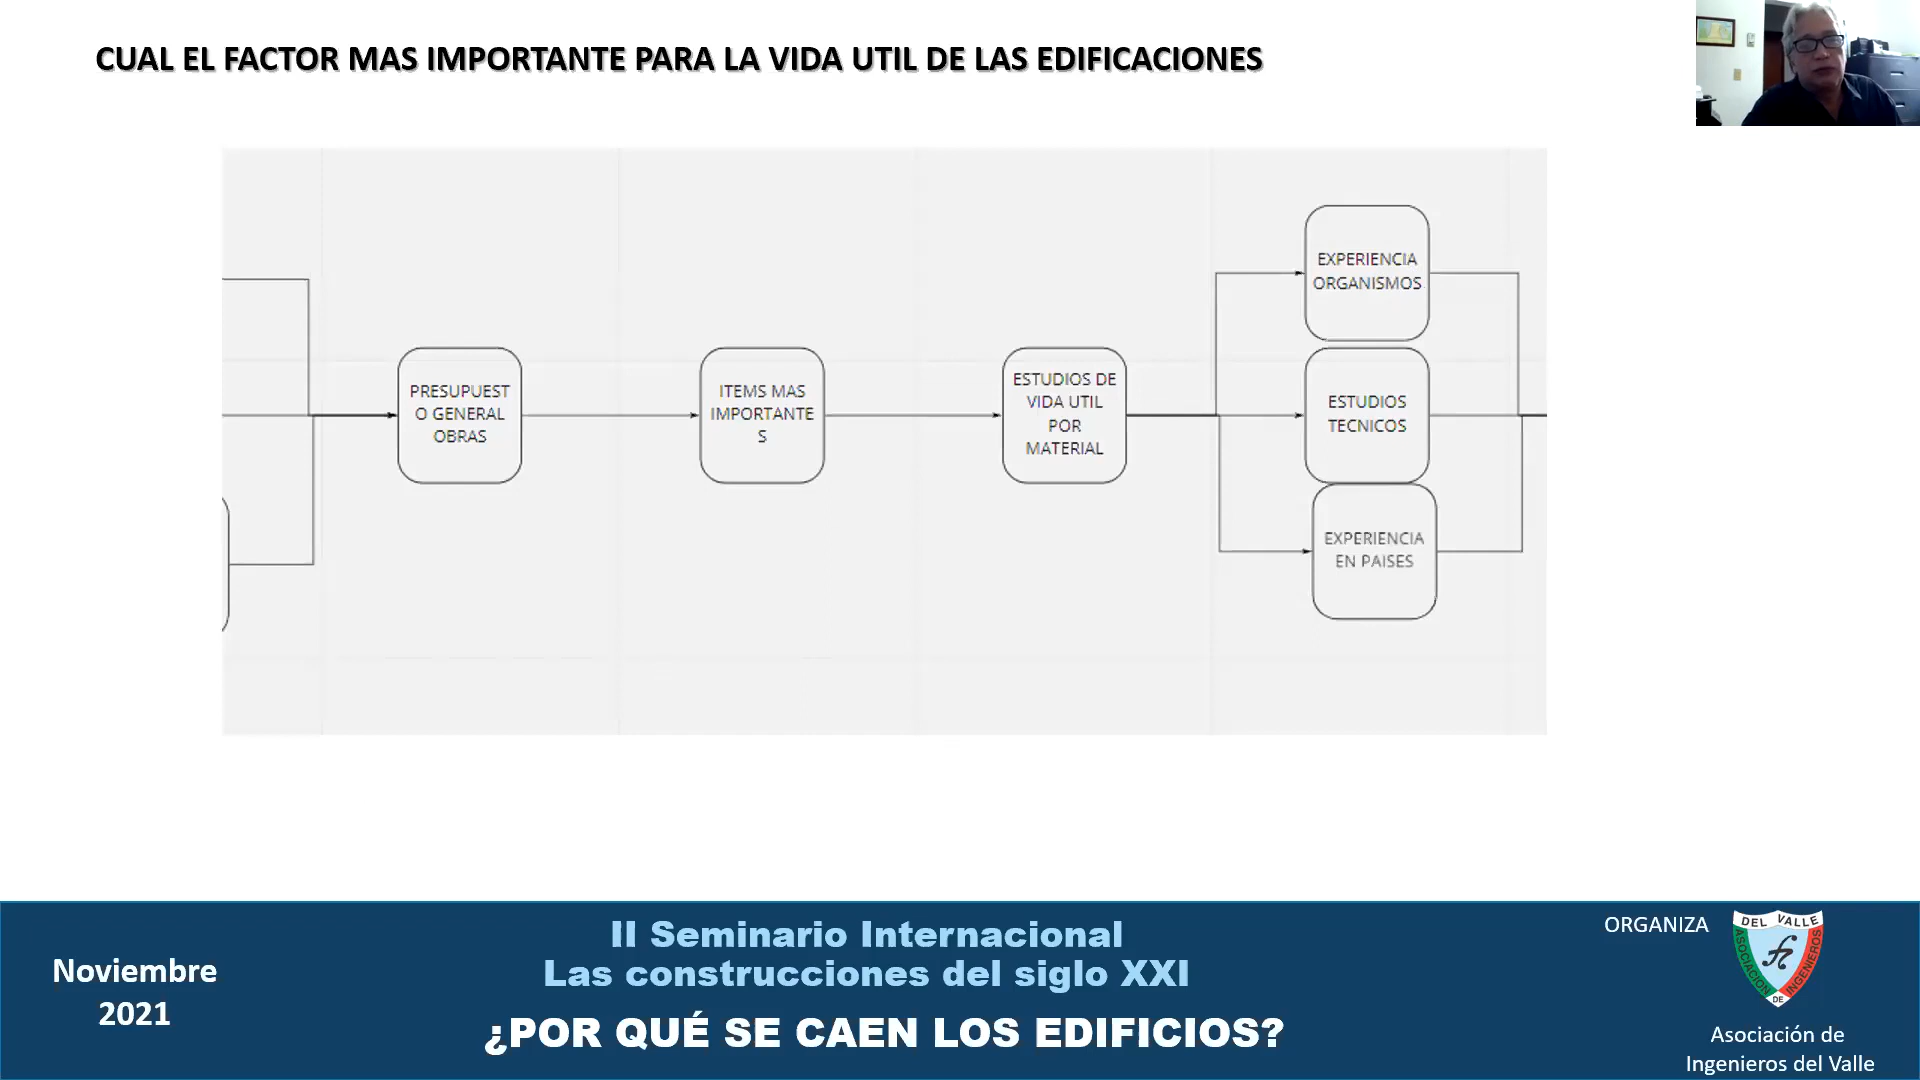 CUAL EL FACTOR MAS IMPORTANTE PARA LA VIDA UTIL DE LAS EDIFICACIONES
PRESUPUEST
O GENERAL
OBRAS
ITEMS MAS
IMPORTANTE
S
ESTUDIOS DE
VIDA UTIL
POR
MATERIAL
EXPERIENCIA
ORGANISMOS
ESTUDIOS
TECNICOS
EXPERIENCIA
EN PAISES
Noviembre
2021
II Seminario Internacional
Las construcciones del siglo XXI
¿POR QUÉ SE CAEN LOS EDIFICIOS?
ORGANIZA
DEL VALLE
ASOCIACION
DE
INGENIEROS
Asociación de
Ingenieros del Valle